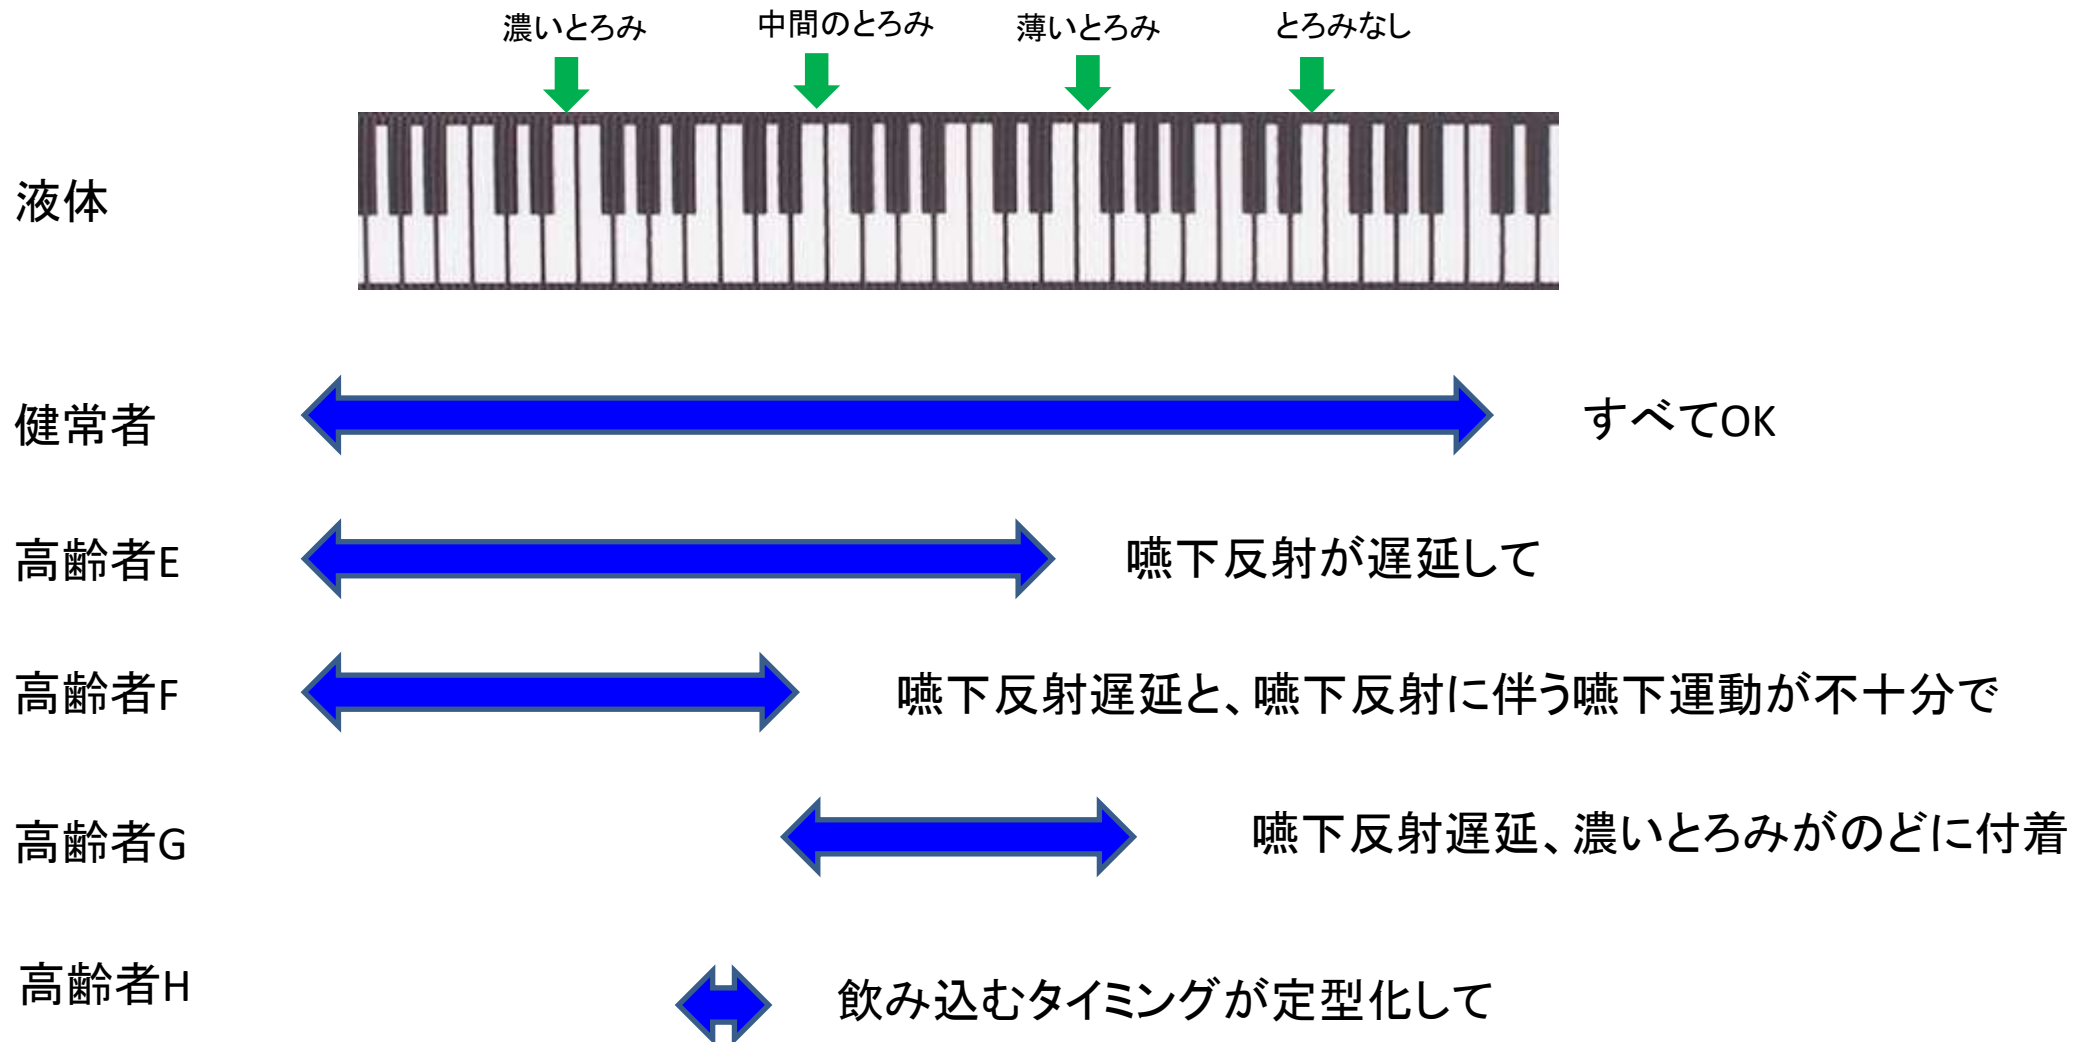 濃いとろみ
中間のとろみ
薄いとろみ
とろみなし
液体
健常者
すべてOK
高齢者E
嚥下反射が遅延して
高齢者F
嚥下反射遅延と、嚥下反射に伴う嚥下運動が不十分で
高齢者G
嚥下反射遅延、濃いとろみがのどに付着
高齢者H
飲み込むタイミングが定型化して